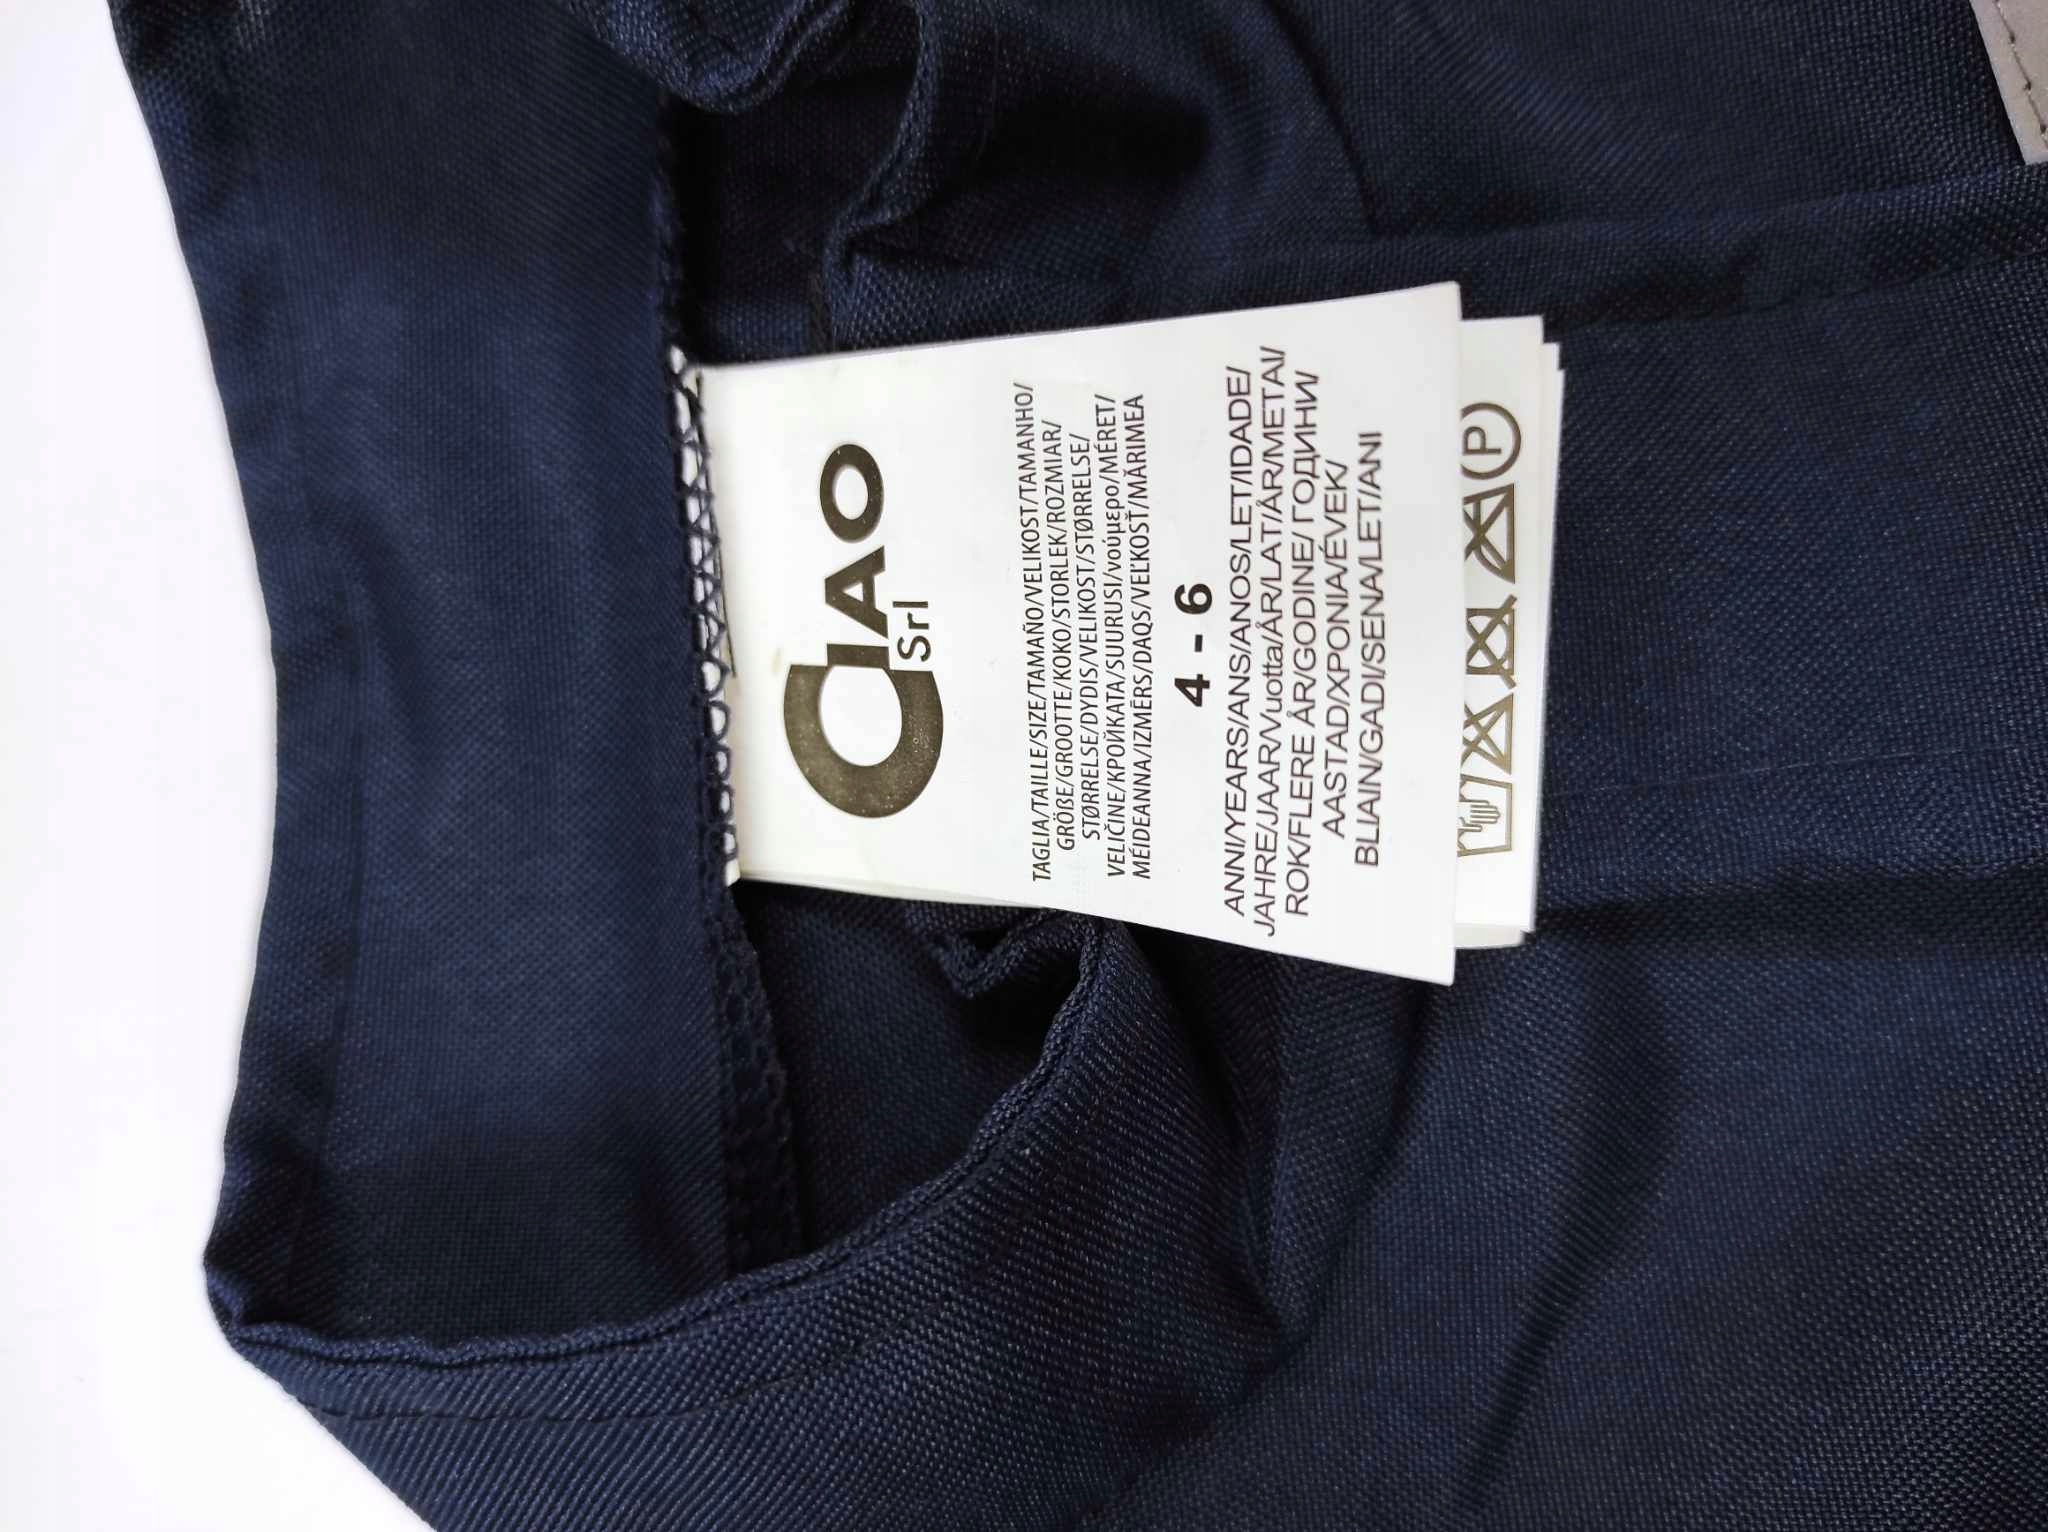 CIAO
Srl
TAGLIA/TAILLE/SIZE/TAMAÑO/VELIKOST/TAMANHO/
GRÖßE/GROOTTE/KOKO/STORLEK/ROZMIAR/
STØRRELSE/DYDIS/VELIKOST/STØRRELSE/
VELIČINE/КРОЙКАТА/SUURUSI/νούμερο/MÉRET/
MÉIDEANNA/IZMĒRS/DAQS/VEĽKOSŤ/MĂRIMEA
4 - 6
ANNI/YEARS/ANS/ANOS/LET/IDADE/
JAHRE/JAAR/Vuotta/ÅR/LAT/ÅR/METAI/
ROK/FLERE ÅR/GODINE/ ГОДИНИ/
AASTAD/ΧΡΟΝΙΑ/ÉVEK/
BLIAIN/GADI/SENA/LET/ANI
P